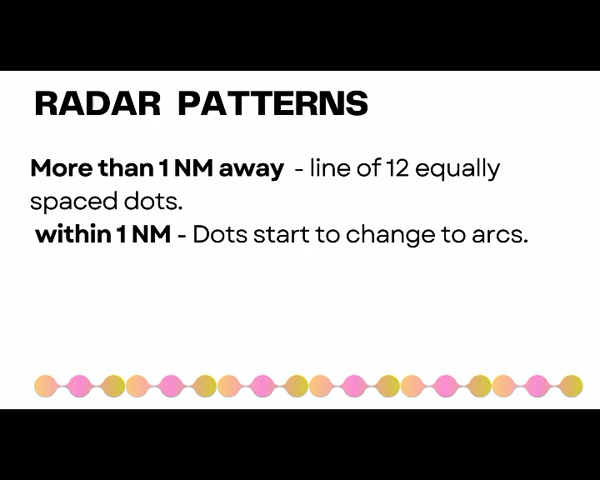 RADAR PATTERNS
More than 1 NM away - line of 12 equally
spaced dots.
within 1 NM - Dots start to change to arcs.